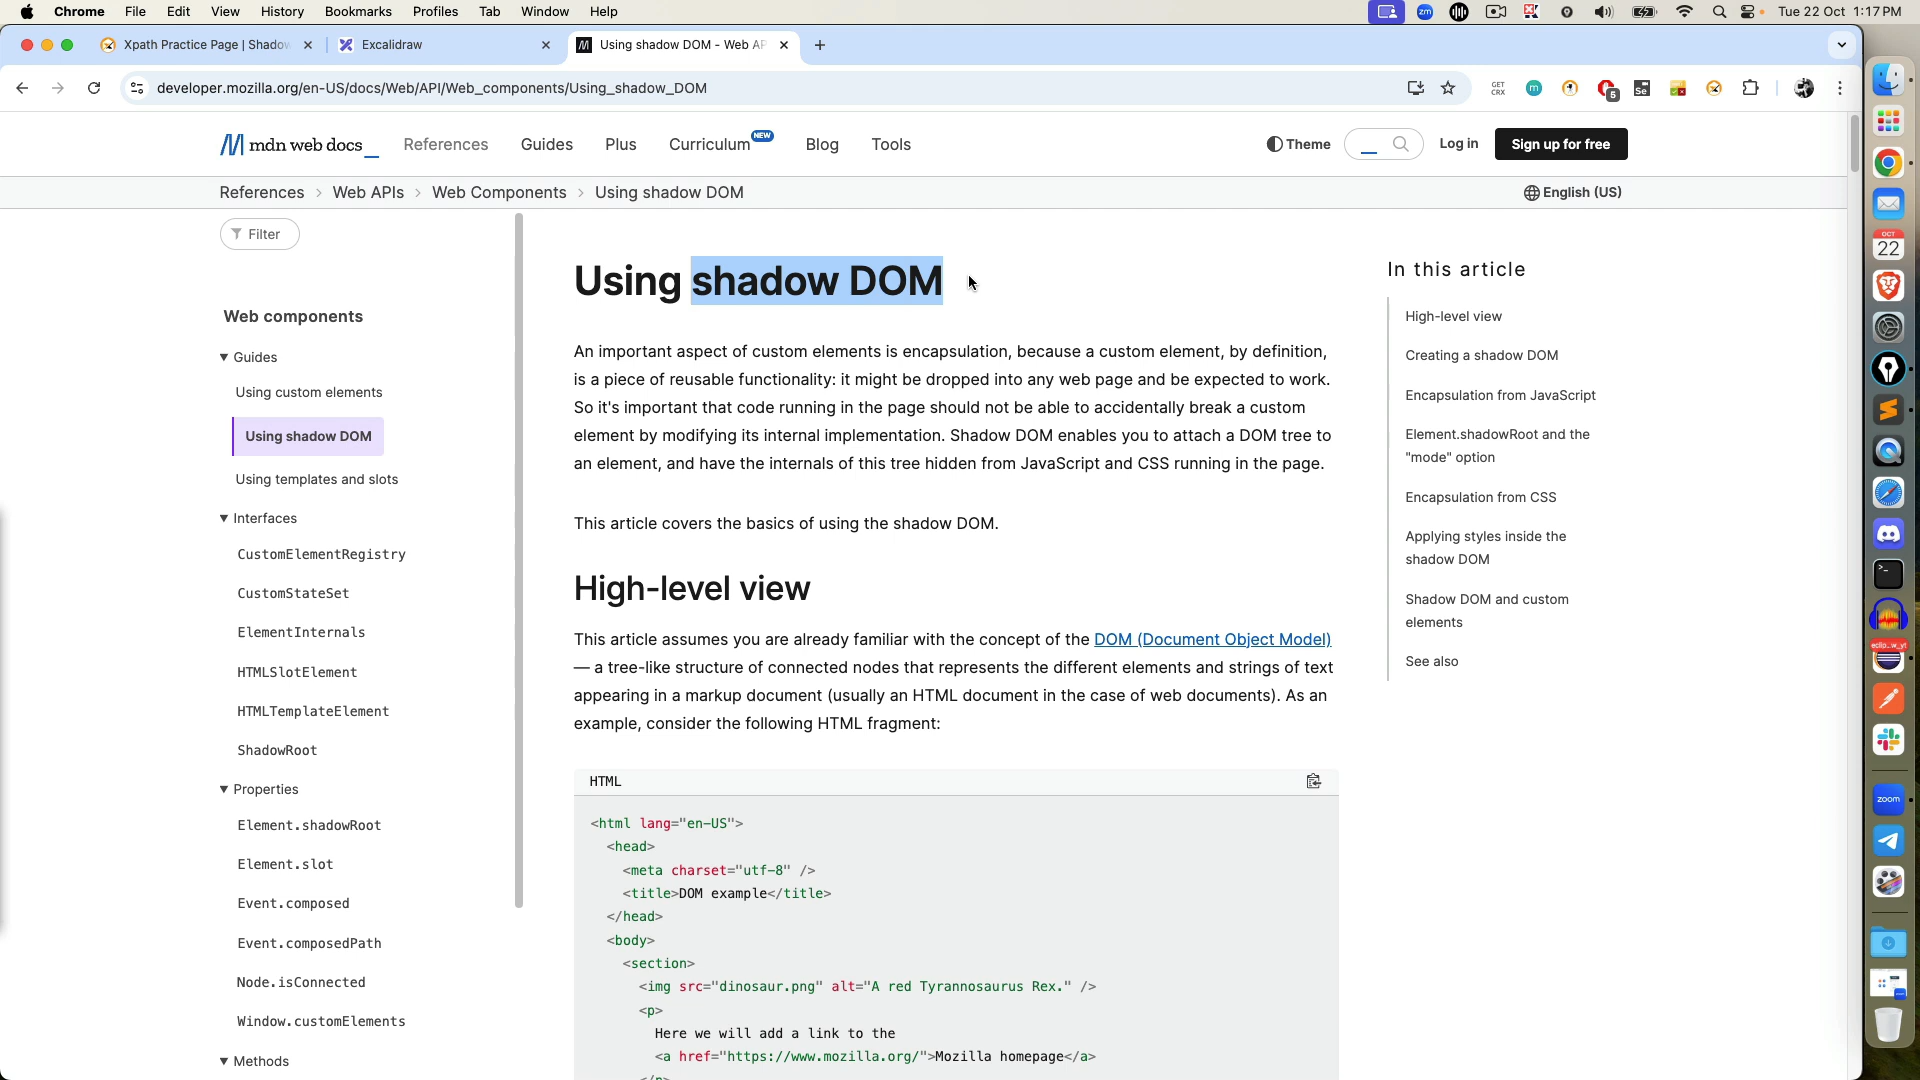 Chrome File Edit View History Bookmarks Profiles Tab Window Help
zm
Tue 22 Oct 1:17 PM
Xpath Practice Page | Shadow
Excalidraw
Using shadow DOM - Web AP
developer.mozilla.org/en-US/docs/Web/API/Web_components/Using_shadow_DOM
GET
CRX
m
5
Se
mdn web docs_
References
Guides
Plus
Curriculum NEW
Blog
Tools
Theme
Log in
Sign up for free
References > Web APIs > Web Components > Using shadow DOM
English (US)
Filter
Web components
Guides
Using custom elements
Using shadow DOM
Using templates and slots
Interfaces
CustomElementRegistry
CustomStateSet
ElementInternals
HTMLSlotElement
HTMLTemplateElement
ShadowRoot
Properties
Element.shadowRoot
Element.slot
Event.composed
Event.composedPath
Node.isConnected
Window.customElements
Methods
Using shadow DOM
An important aspect of custom elements is encapsulation, because a custom element, by definition,
is a piece of reusable functionality: it might be dropped into any web page and be expected to work.
So it's important that code running in the page should not be able to accidentally break a custom
element by modifying its internal implementation. Shadow DOM enables you to attach a DOM tree to
an element, and have the internals of this tree hidden from JavaScript and CSS running in the page.
This article covers the basics of using the shadow DOM.
High-level view
This article assumes you are already familiar with the concept of the DOM (Document Object Model)
— a tree-like structure of connected nodes that represents the different elements and strings of text
appearing in a markup document (usually an HTML document in the case of web documents). As an
example, consider the following HTML fragment:
HTML
<html lang="en-US">
<head>
<meta charset="utf-8" />
<title>DOM example</title>
</head>
<body>
<section>
<img src="dinosaur.png" alt="A red Tyrannosaurus Rex." />
<p>
Here we will add a link to the
<a href="https://www.mozilla.org/">Mozilla homepage</a>
</p>
In this article
High-level view
Creating a shadow DOM
Encapsulation from JavaScript
Element.shadowRoot and the
"mode" option
Encapsulation from CSS
Applying styles inside the
shadow DOM
Shadow DOM and custom
elements
See also
OCT
22
zoom